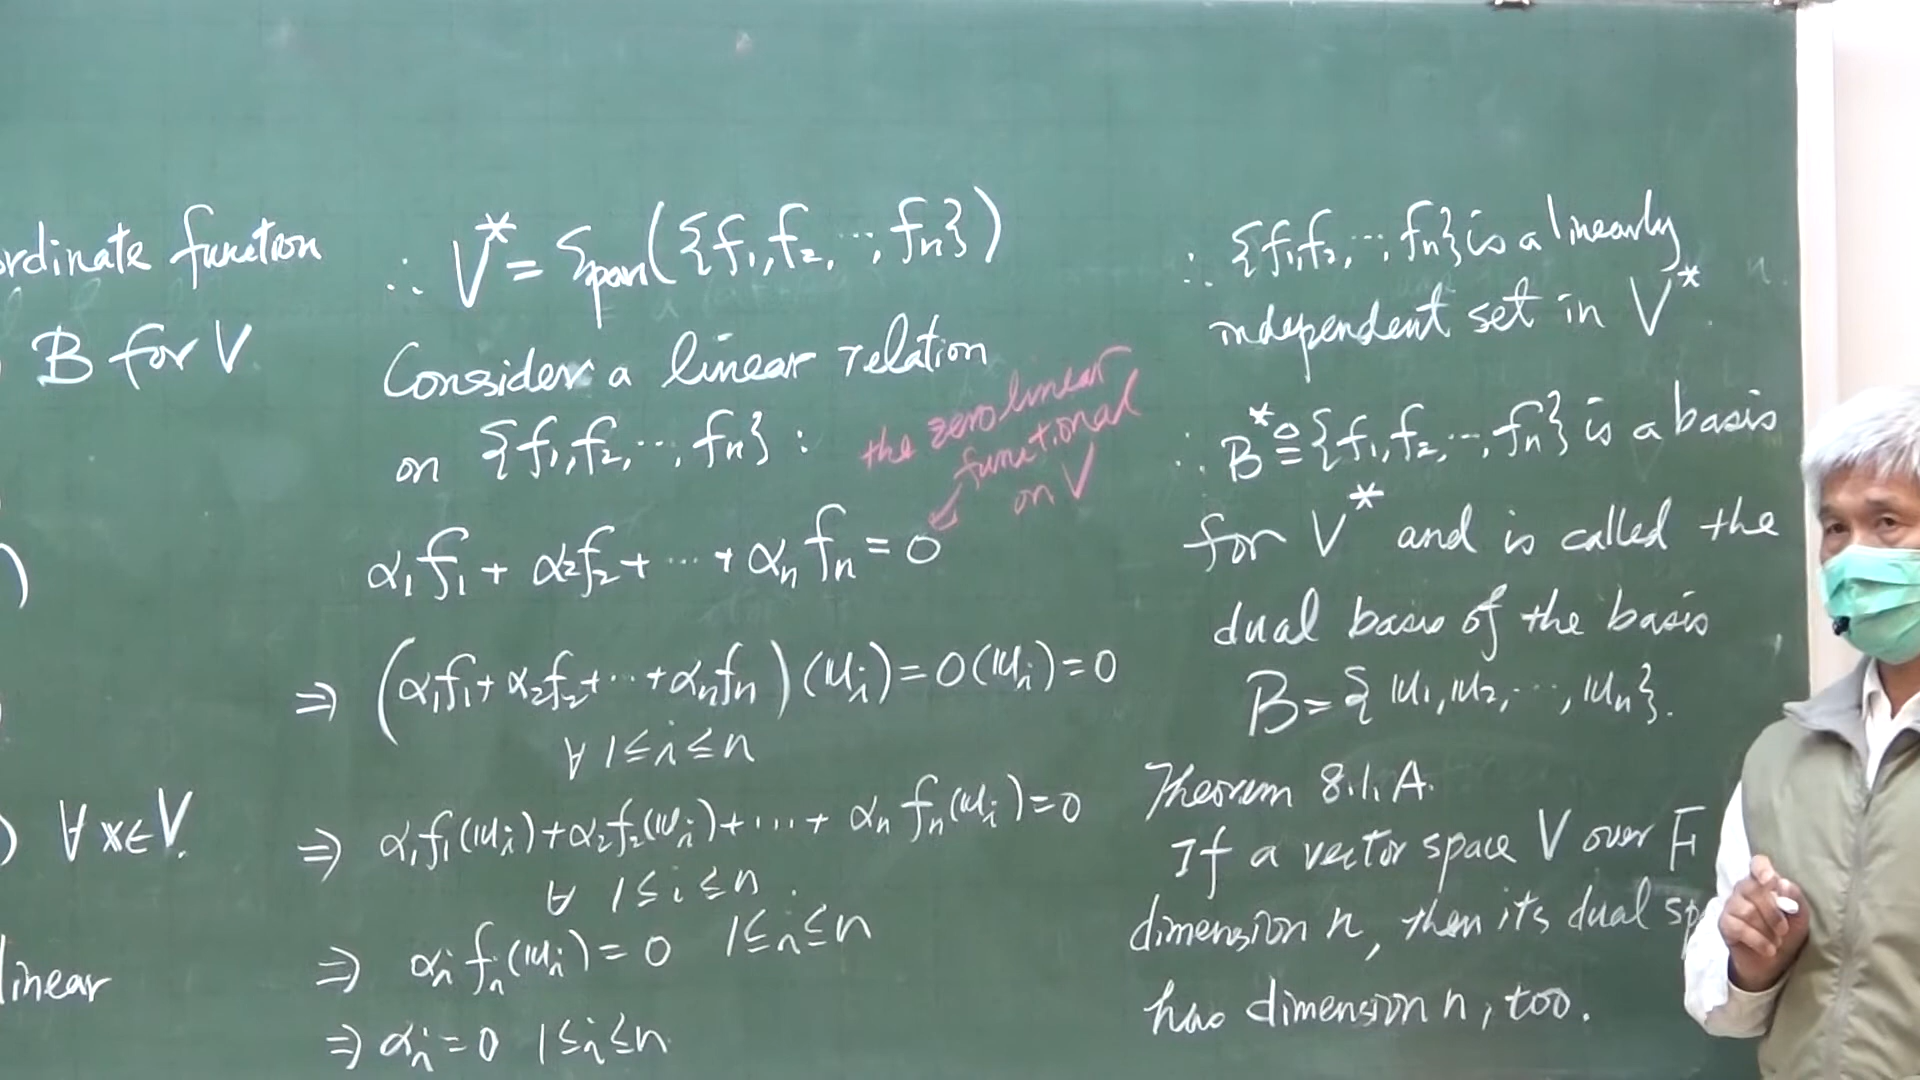 ordinate function
B for V
)
) ∀ x∈V.
linear
∴ V* = Span({f₁,f₂,…,fₙ})
Consider a linear relation
on {f₁,f₂,…,fₙ} :
the zero linear
functional
on V
α₁f₁ + α₂f₂ + … + αₙfₙ = 0
⇒ (α₁f₁+α₂f₂+…+αₙfₙ)(uᵢ) = 0(uᵢ) = 0
∀ 1≤i≤n
⇒ α₁f₁(uᵢ)+α₂f₂(uᵢ)+…+αₙfₙ(uᵢ)=0
∀ 1≤i≤n.
⇒ αᵢfᵢ(uᵢ) = 0 1≤i≤n
⇒ αᵢ = 0 1≤i≤n
∴ {f₁,f₂,…,fₙ} is a linearly
independent set in V*.
∴ B* ≜ {f₁,f₂,…,fₙ} is a basis
for V* and is called the
dual basis of the basis
B = {u₁,u₂,…,uₙ}.
Theorem 8.1.A.
If a vector space V over F
dimension n, then its dual sp
has dimension n, too.